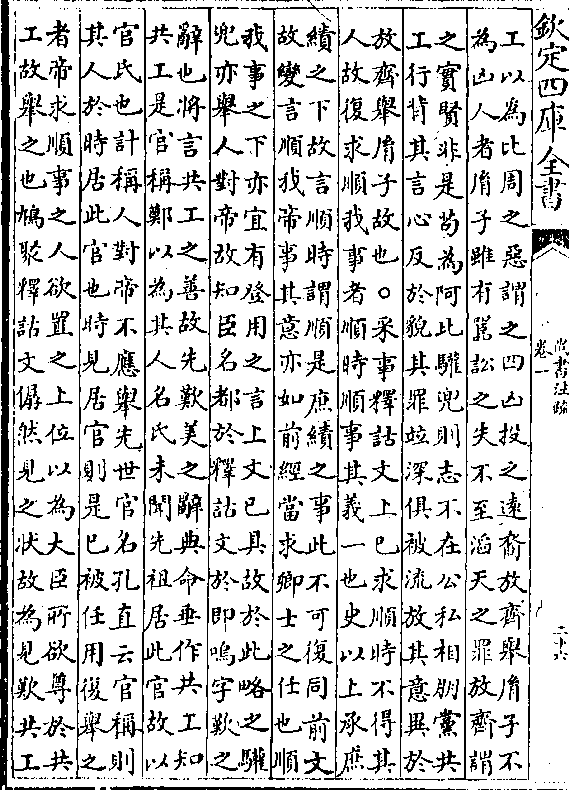 欽定四庫全書
尚書注疏
卷一
二十六
工以為比周之惡謂之四凶投之遠裔放齊舉胤子不
為凶人者胤子雖有嚚訟之失不至滔天之罪放齊謂
之實賢非是苟為阿比驩兜則志不在公私相朋黨共
工行背其言心反於貌其罪竝深俱被流放其意異於
放齊舉胤子故也○采事釋詁文上已求順時不得其
人故復求順我事者順時順事其義一也史以上承庶
績之下故言順時謂順是庶績之事此不可復同前文
故變言順我帝事其意亦如前經當求卿士之任也順
我事之下亦宜有登用之言上文已具故於此略之驩
兜亦舉人對帝故知臣名都於釋詁文於即嗚字歎之
辭也將言共工之善故先歎美之辭典命垂作共工知
共工是官稱鄭以為其人名氏未聞先祖居此官故以
官氏也計稱人對帝不應舉先世官名孔直云官稱則
其人於時居此官也時見居官則是已被任用復舉之
者帝求順事之人欲置之上位以為大臣所欲尊於共
工故舉之也鳩聚釋詁文僝然見之狀故為見歎共工